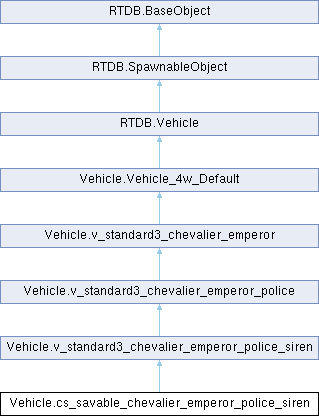 RTDB.BaseObject
RTDB.SpawnableObject
RTDB.Vehicle
Vehicle.Vehicle_4w_Default
Vehicle.v_standard3_chevalier_emperor
Vehicle.v_standard3_chevalier_emperor_police
Vehicle.v_standard3_chevalier_emperor_police_siren
Vehicle.cs_savable_chevalier_emperor_police_siren